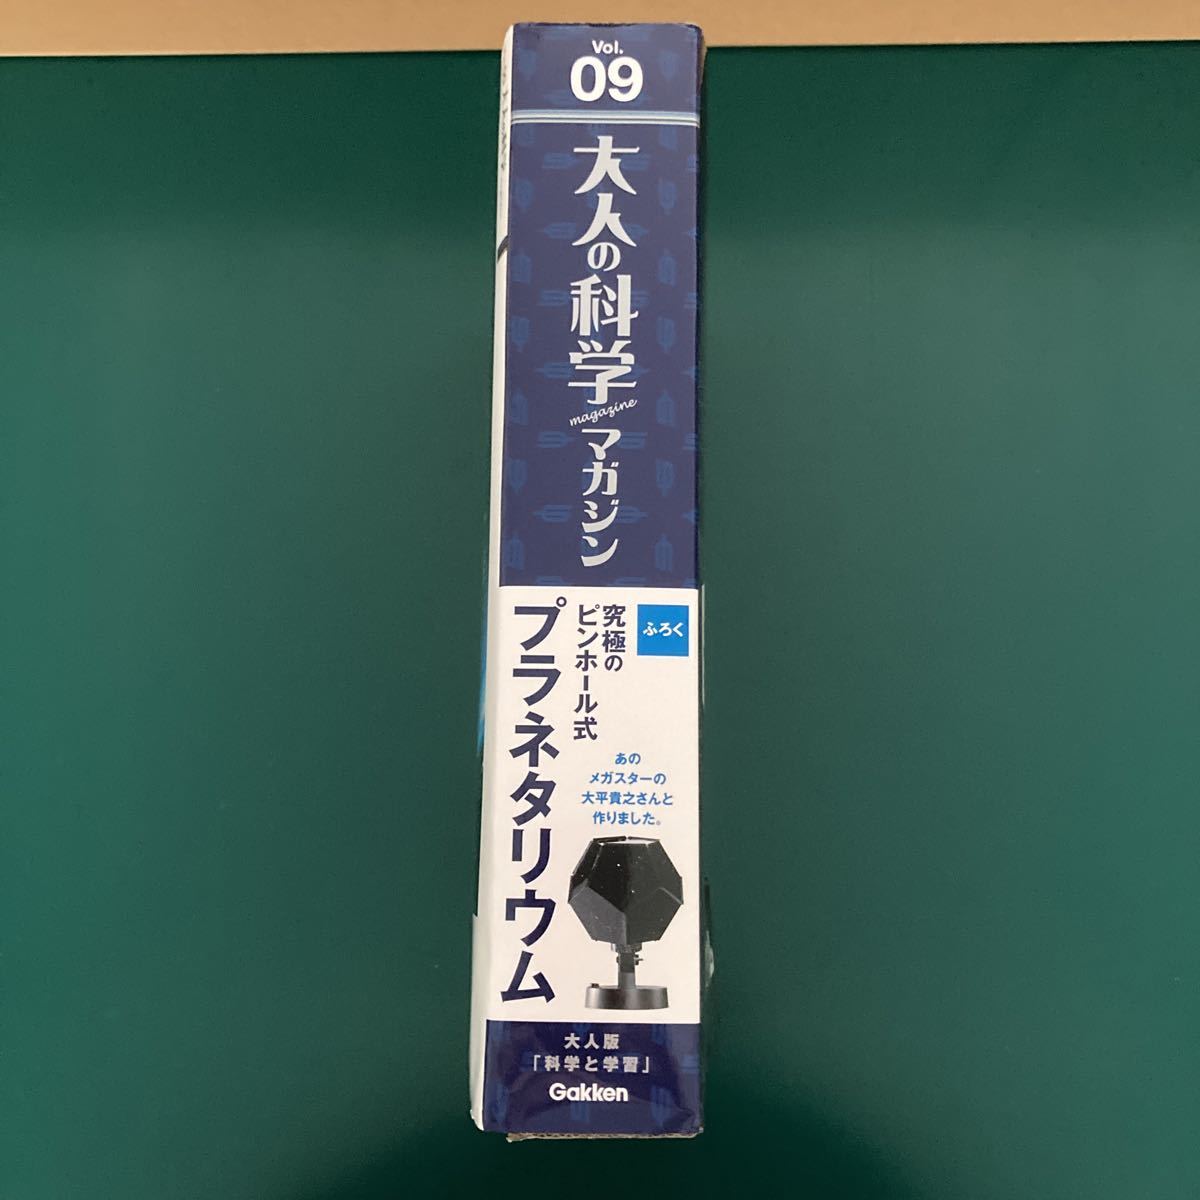 Vol.
09
大人の科学
magazine
マガジン
ふろく
究極の
ピンホール式
プラネタリウム
あの
メガスターの
大平貴之さんと
作りました。
大人版
「科学と学習」
Gakken